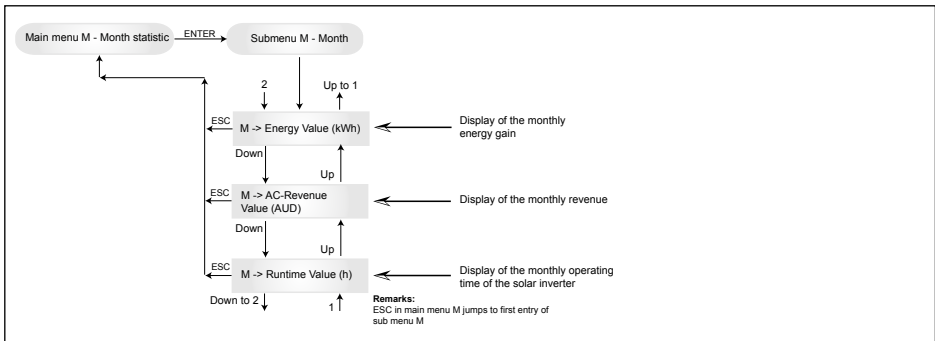 Main menu M - Month statistic
ENTER
Submenu M - Month
2
Up to 1
ESC
M -> Energy Value (kWh)
Display of the monthly
energy gain
Down
Up
ESC
M -> AC-Revenue
Value (AUD)
Display of the monthly revenue
Down
Up
ESC
M -> Runtime Value (h)
Display of the monthly operating
time of the solar inverter
Down to 2
1
Remarks:
ESC in main menu M jumps to first entry of
sub menu M